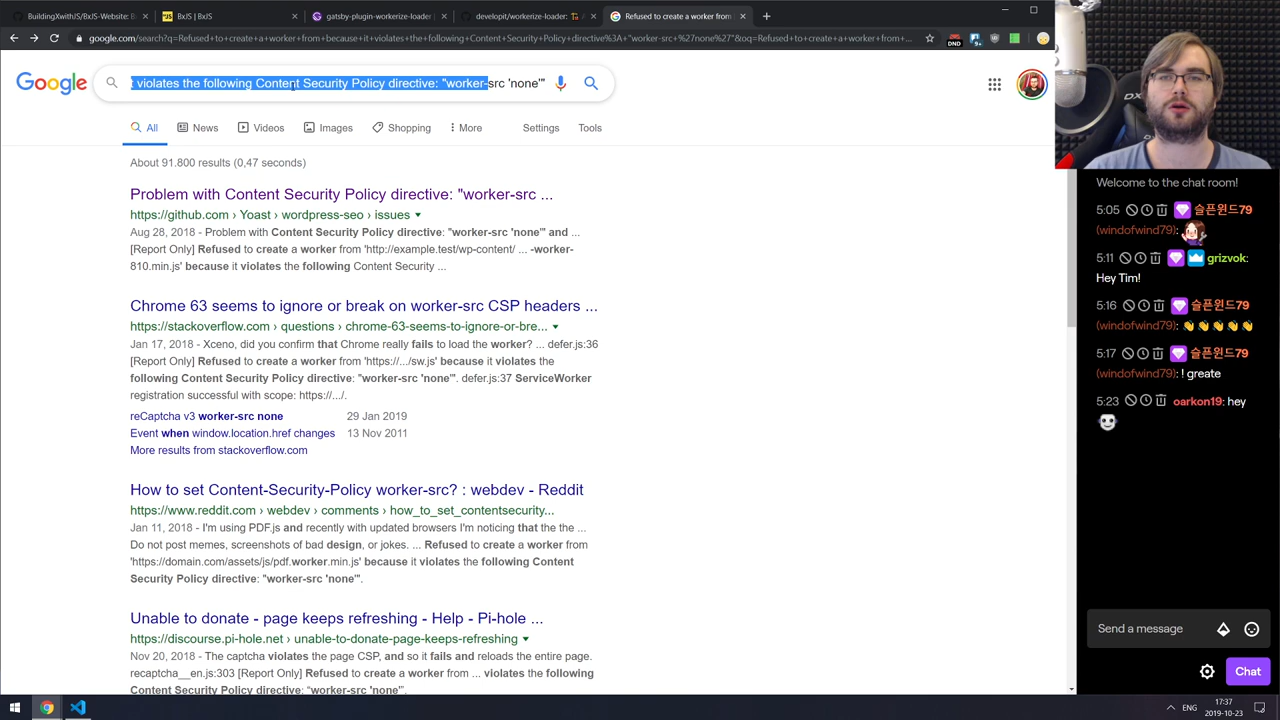 BuildingXwithJS/BxJS-Website: B
BxJS | BxJS
gatsby-plugin-workerize-loader |
developit/workerize-loader:
Refused to create a worker from
google.com/search?q=Refused+to+create+a+worker+from+because+it+violates+the+following+Content+Security+Policy+directive%3A+"worker-src+%27none%27"&oq=Refused+to+create+a+worker+from+...
DND
Google
violates the following Content Security Policy directive: "worker-src 'none'"
All
News
Videos
Images
Shopping
More
Settings
Tools
About 91.800 results (0,47 seconds)
Problem with Content Security Policy directive: "worker-src ...
https://github.com › Yoast › wordpress-seo › issues
Aug 28, 2018 - Problem with Content Security Policy directive: "worker-src 'none'" and ...
[Report Only] Refused to create a worker from 'http://example.test/wp-content/ ... -worker-
810.min.js' because it violates the following Content Security ...
Chrome 63 seems to ignore or break on worker-src CSP headers ...
https://stackoverflow.com › questions › chrome-63-seems-to-ignore-or-bre...
Jan 17, 2018 - Xceno, did you confirm that Chrome really fails to load the worker? ... defer.js:36
[Report Only] Refused to create a worker from 'https://.../sw.js' because it violates the
following Content Security Policy directive: "worker-src 'none'". defer.js:37 ServiceWorker
registration successful with scope: https://.../.
reCaptcha v3 worker-src none 29 Jan 2019
Event when window.location.href changes 13 Nov 2011
More results from stackoverflow.com
How to set Content-Security-Policy worker-src? : webdev - Reddit
https://www.reddit.com › webdev › comments › how_to_set_contentsecurity...
Jan 11, 2018 - I'm using PDF.js and recently with updated browsers I'm noticing that the the ...
Do not post memes, screenshots of bad design, or jokes. ... Refused to create a worker from
'https://domain.com/assets/js/pdf.worker.min.js' because it violates the following Content
Security Policy directive: "worker-src 'none'".
Unable to donate - page keeps refreshing - Help - Pi-hole ...
https://discourse.pi-hole.net › unable-to-donate-page-keeps-refreshing
Nov 20, 2018 - The captcha violates the page CSP, and so it fails and reloads the entire page.
recaptcha__en.js:303 [Report Only] Refused to create a worker from ... violates the following
Content Security Policy directive: "worker-src 'none'".
Welcome to the chat room!
5:05 슬픈윈드79
(windofwind79):
5:11 grizvok:
Hey Tim!
5:16 슬픈윈드79
(windofwind79):
5:17 슬픈윈드79
(windofwind79): ! greate
5:23 oarkon19: hey
Send a message
Chat
ENG
17:37
2019-10-23